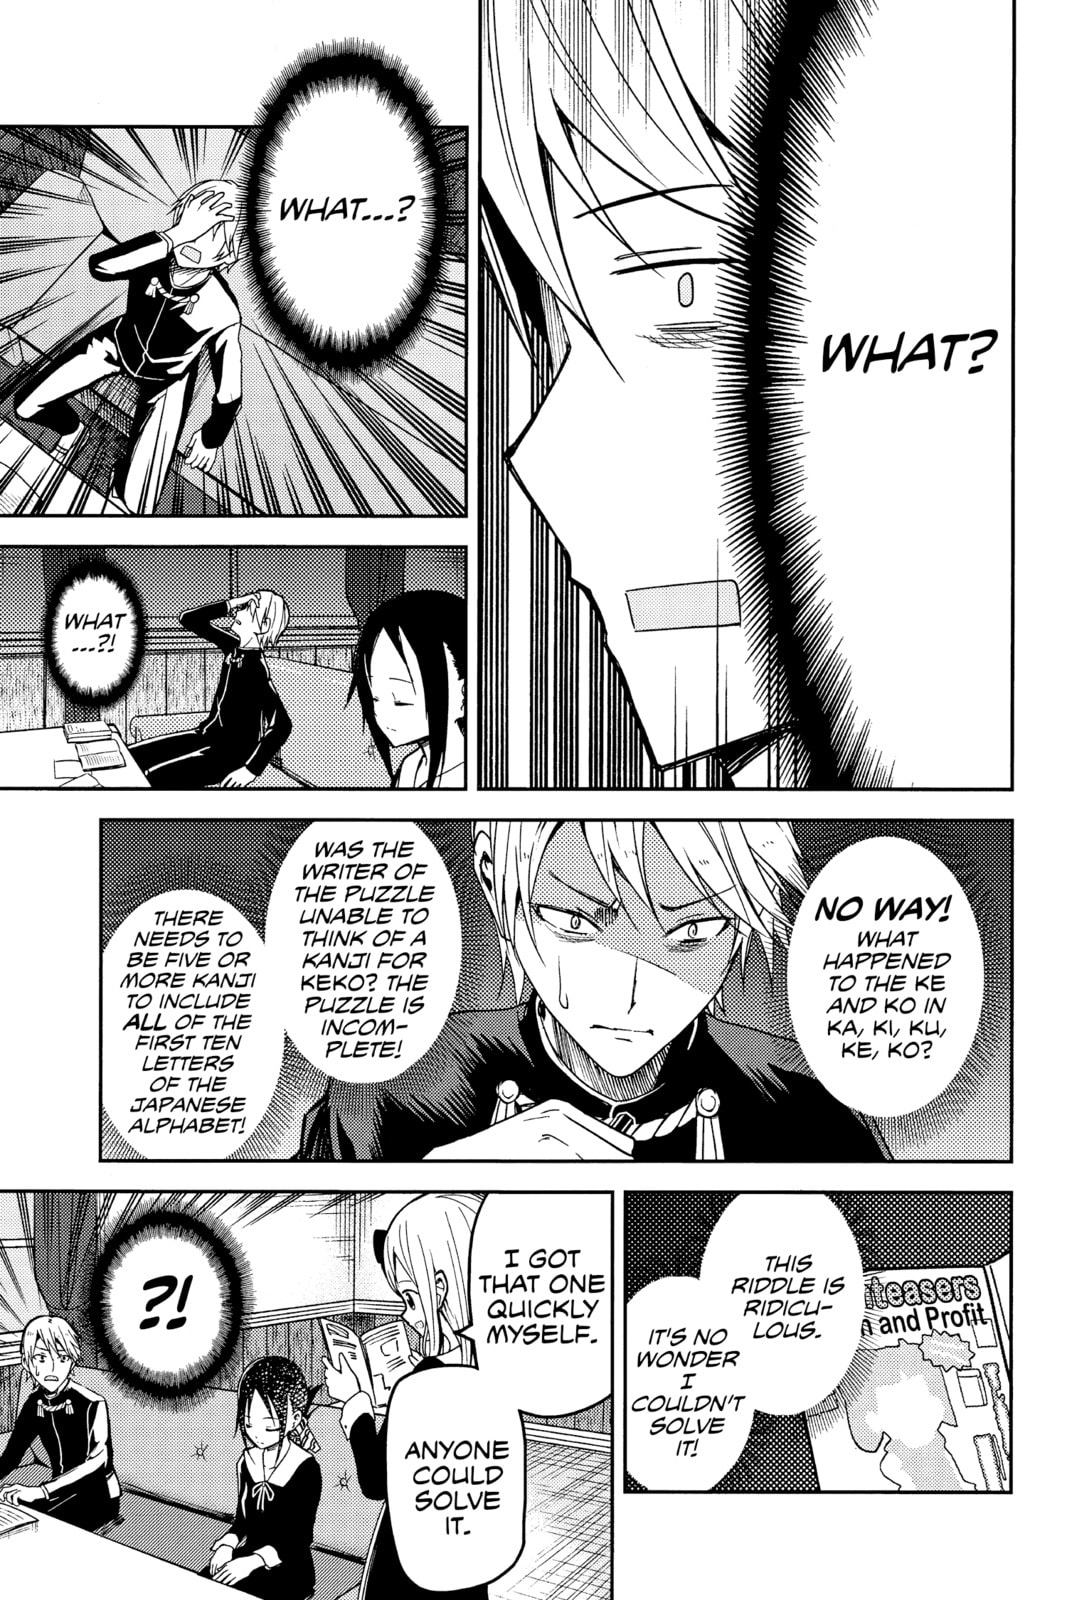 WHAT?
WHAT...?
WHAT
...?!
NO WAY!
WHAT
HAPPENED
TO THE KE
AND KO IN
KA, KI, KU,
KE, KO?
WAS THE
WRITER OF
THE PUZZLE
UNABLE TO
THINK OF A
KANJI FOR
KEKO? THE
PUZZLE IS
INCOM-
PLETE!
THERE
NEEDS TO
BE FIVE OR
MORE KANJI
TO INCLUDE
ALL OF THE
FIRST TEN
LETTERS
OF THE
JAPANESE
ALPHABET!
THIS
RIDDLE IS
RIDICU-
LOUS.
IT'S NO
WONDER
I
COULDN'T
SOLVE
IT!
nteasers
n and Profit
I GOT
THAT ONE
QUICKLY
MYSELF.
ANYONE
COULD
SOLVE
IT.
?!